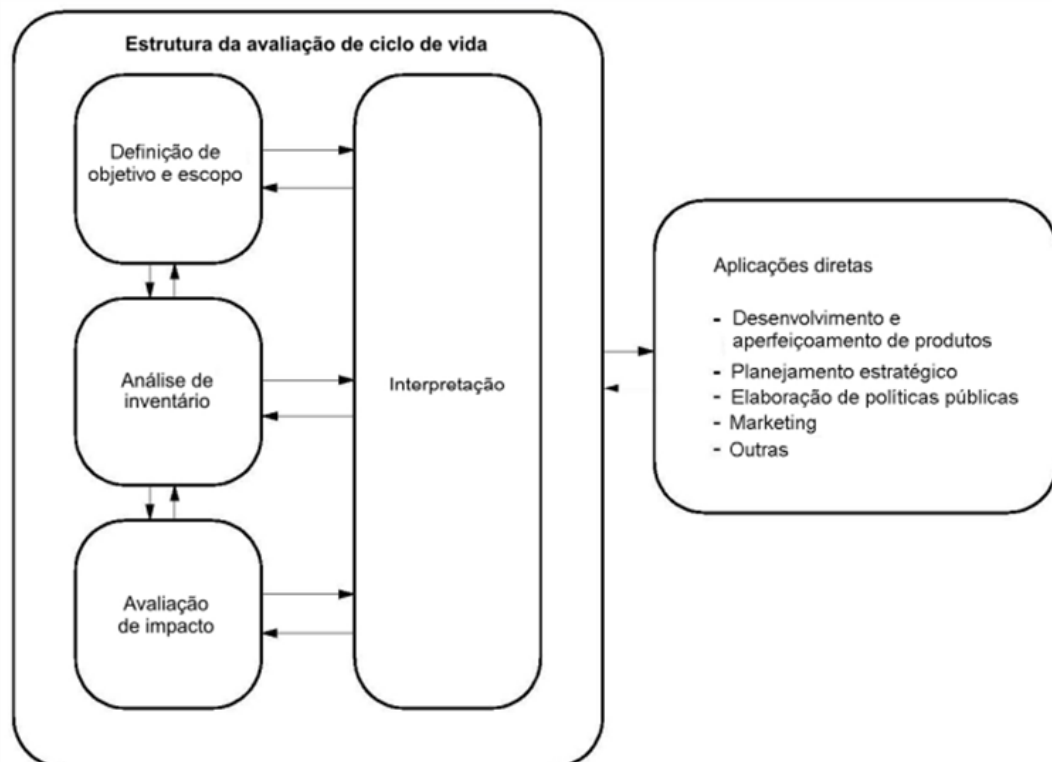 Estrutura da avaliação de ciclo de vida
Definição de
objetivo e escopo
Análise de
inventário
Avaliação
de impacto
Interpretação
Aplicações diretas
- Desenvolvimento e
aperfeiçoamento de produtos
- Planejamento estratégico
- Elaboração de políticas públicas
- Marketing
- Outras